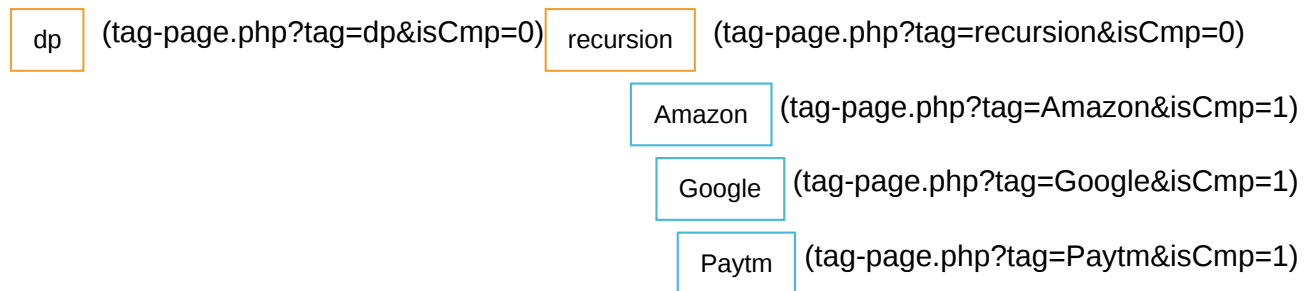 dp (tag-page.php?tag=dp&isCmp=0) recursion (tag-page.php?tag=recursion&isCmp=0)
Amazon (tag-page.php?tag=Amazon&isCmp=1)
Google (tag-page.php?tag=Google&isCmp=1)
Paytm (tag-page.php?tag=Paytm&isCmp=1)